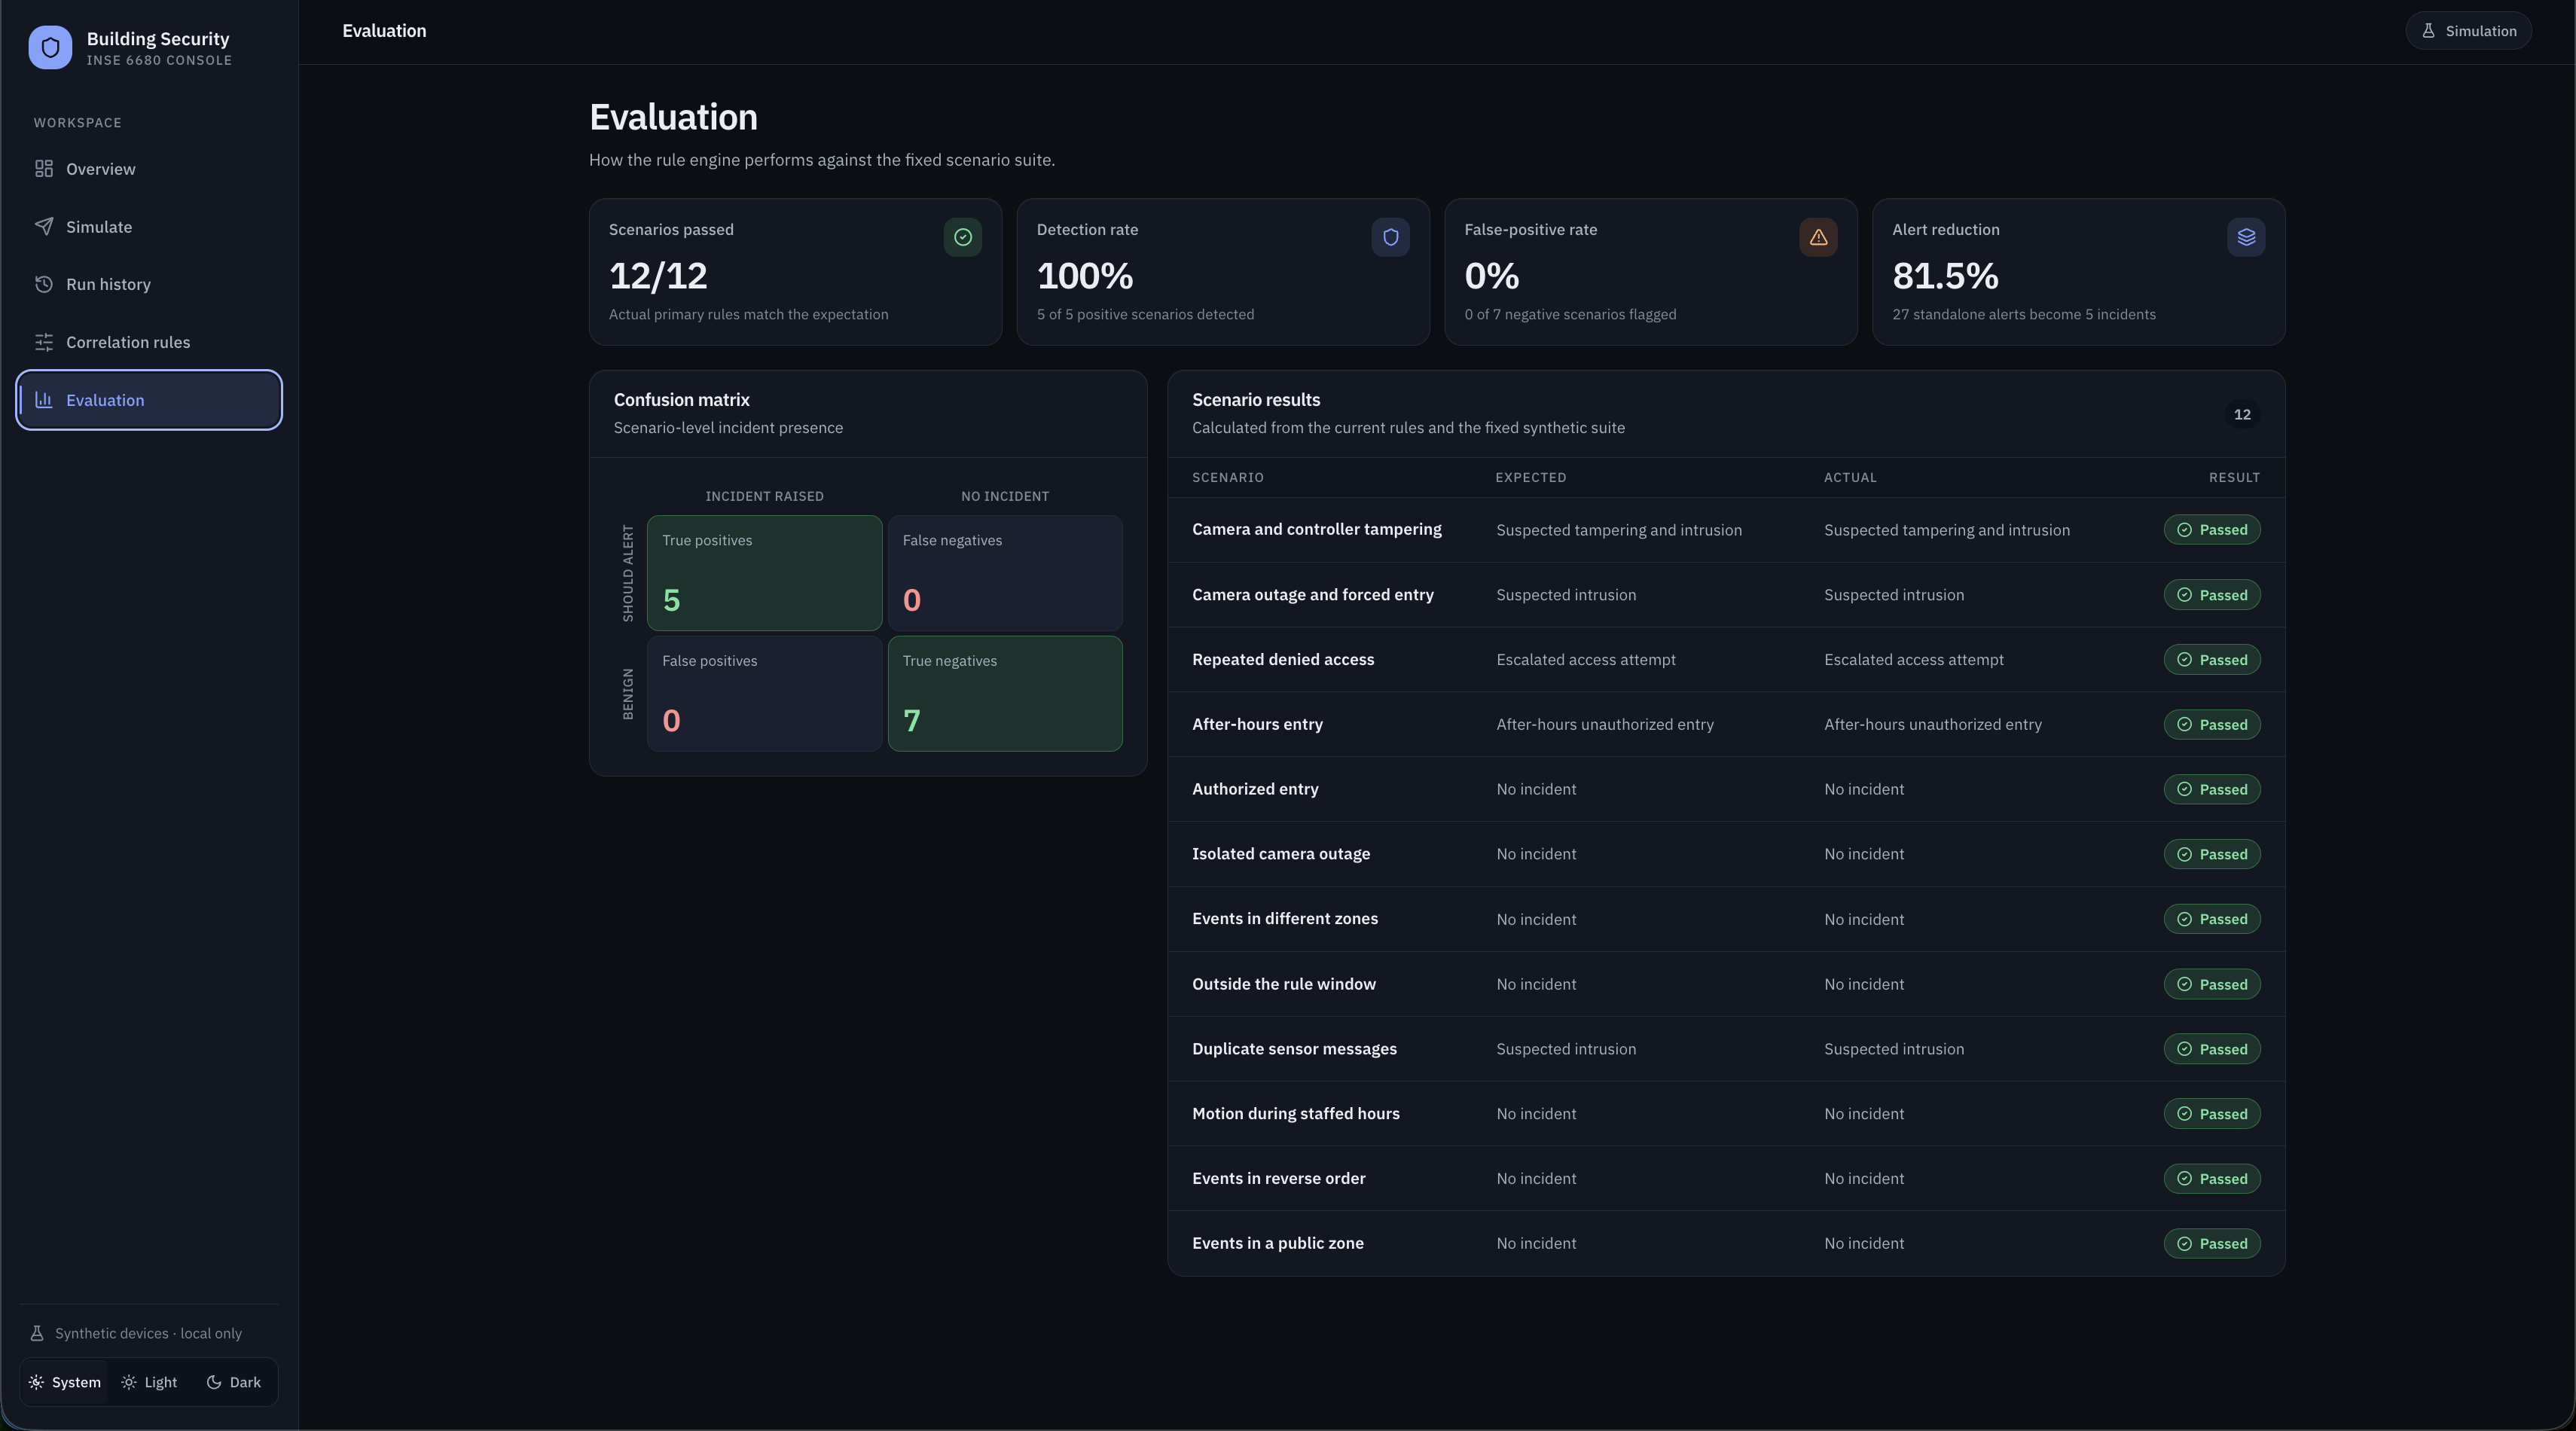 Building Security
INSE 6680 CONSOLE
WORKSPACE
Overview
Simulate
Run history
Correlation rules
Evaluation
Synthetic devices · local only
System Light Dark
Evaluation
Simulation
Evaluation
How the rule engine performs against the fixed scenario suite.
Scenarios passed
12/12
Actual primary rules match the expectation
Detection rate
100%
5 of 5 positive scenarios detected
False-positive rate
0%
0 of 7 negative scenarios flagged
Alert reduction
81.5%
27 standalone alerts become 5 incidents
Confusion matrix
Scenario-level incident presence
INCIDENT RAISED NO INCIDENT
SHOULD ALERT
True positives
5
False negatives
0
BENIGN
False positives
0
True negatives
7
Scenario results
Calculated from the current rules and the fixed synthetic suite
12
SCENARIO EXPECTED ACTUAL RESULT
Camera and controller tampering Suspected tampering and intrusion Suspected tampering and intrusion Passed
Camera outage and forced entry Suspected intrusion Suspected intrusion Passed
Repeated denied access Escalated access attempt Escalated access attempt Passed
After-hours entry After-hours unauthorized entry After-hours unauthorized entry Passed
Authorized entry No incident No incident Passed
Isolated camera outage No incident No incident Passed
Events in different zones No incident No incident Passed
Outside the rule window No incident No incident Passed
Duplicate sensor messages Suspected intrusion Suspected intrusion Passed
Motion during staffed hours No incident No incident Passed
Events in reverse order No incident No incident Passed
Events in a public zone No incident No incident Passed